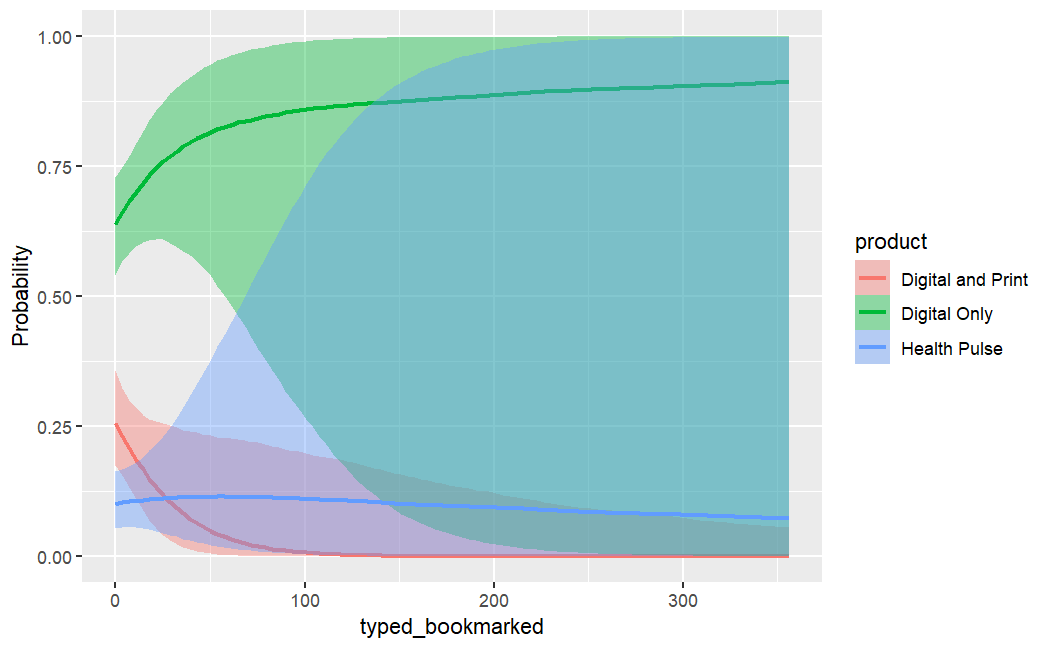 1.00
0.75
0.50
0.25
0.00
Probability
0
100
200
300
typed_bookmarked
product
Digital and Print
Digital Only
Health Pulse